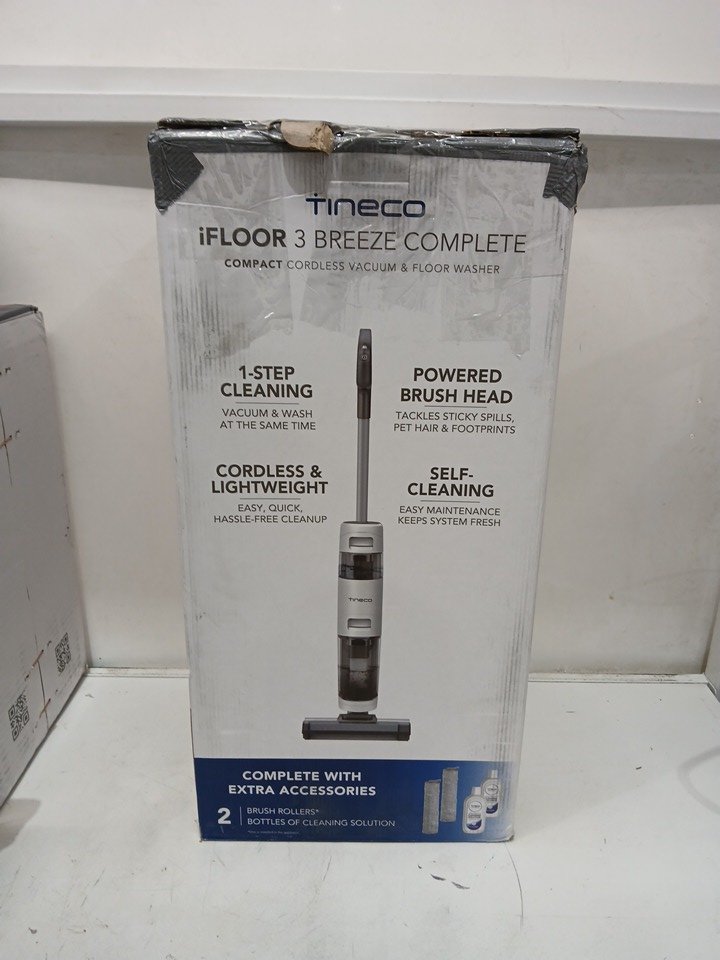 Tineco
iFLOOR 3 BREEZE COMPLETE
COMPACT CORDLESS VACUUM & FLOOR WASHER
1-STEP
CLEANING
VACUUM & WASH
AT THE SAME TIME
POWERED
BRUSH HEAD
TACKLES STICKY SPILLS,
PET HAIR & FOOTPRINTS
CORDLESS &
LIGHTWEIGHT
EASY, QUICK,
HASSLE-FREE CLEANUP
SELF-
CLEANING
EASY MAINTENANCE
KEEPS SYSTEM FRESH
Tineco
COMPLETE WITH
EXTRA ACCESSORIES
2 BRUSH ROLLERS*
BOTTLES OF CLEANING SOLUTION